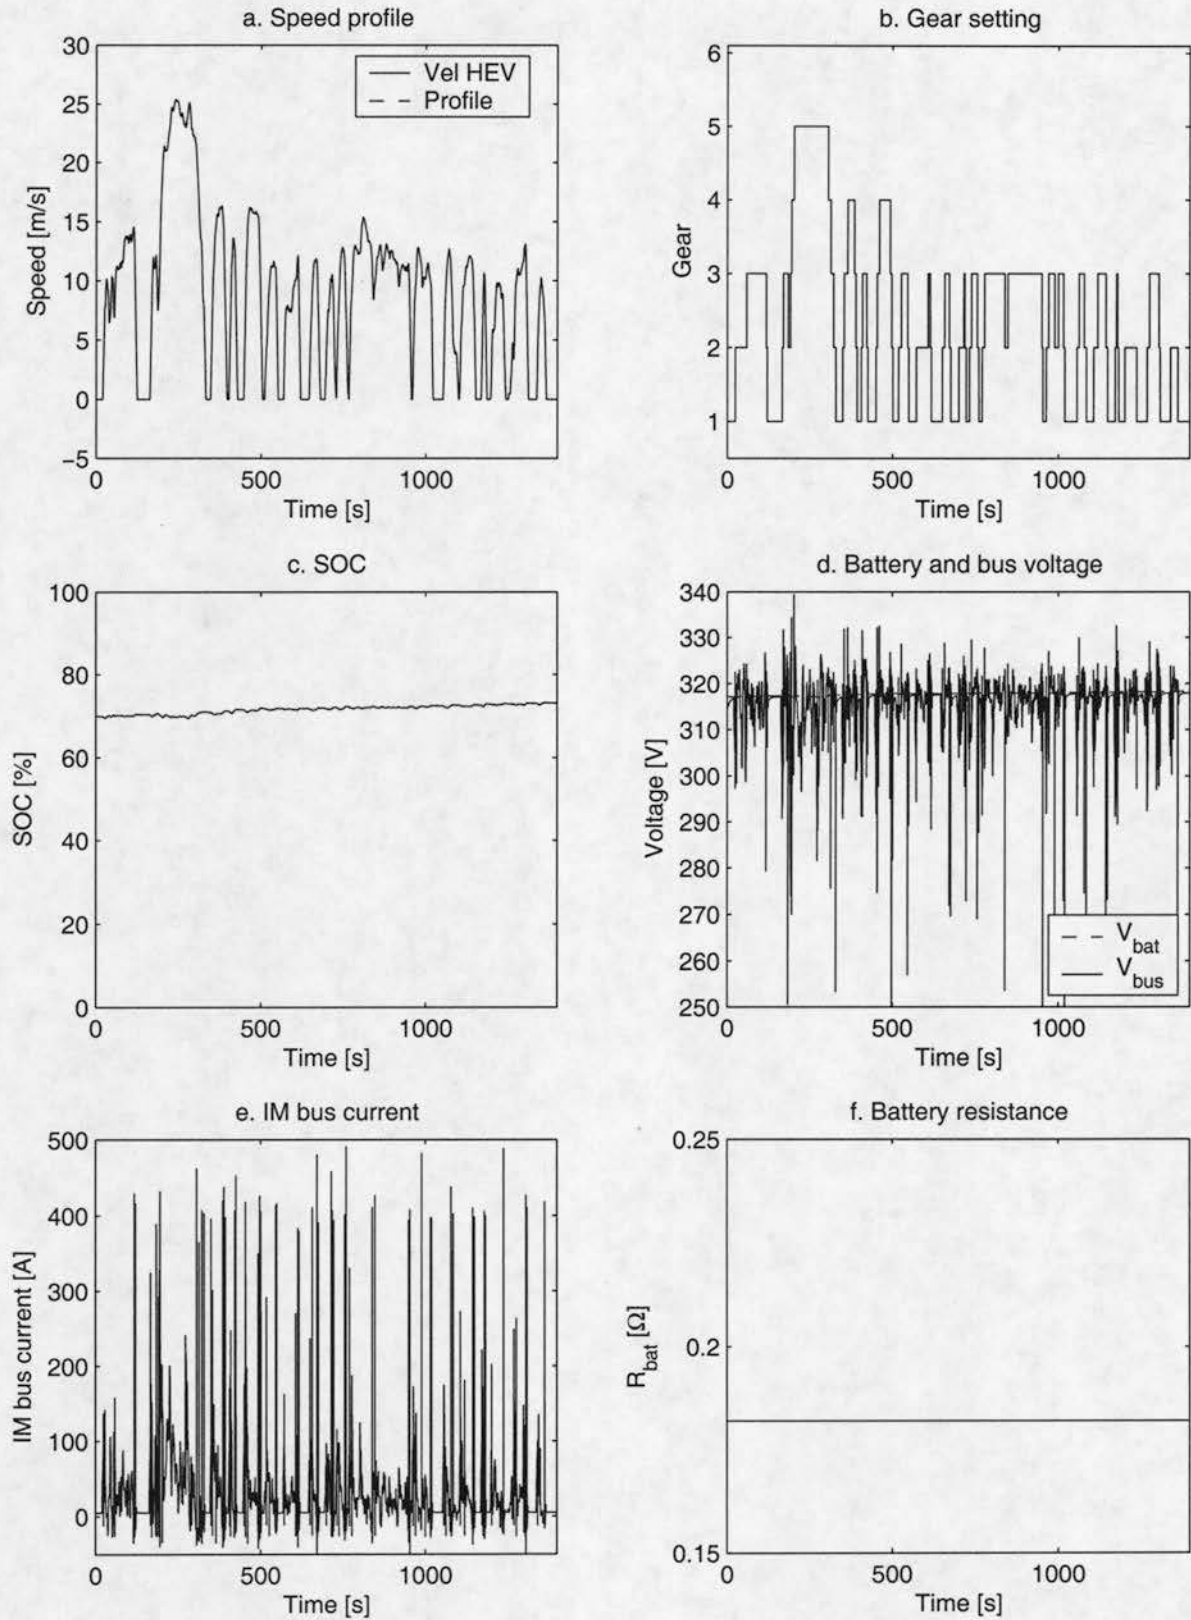 a. Speed profile
30
25
20
15
10
5
0
−5
Speed [m/s]
Vel HEV
Profile
0
500
1000
Time [s]
b. Gear setting
6
5
4
3
2
1
Gear
0
500
1000
Time [s]
c. SOC
100
80
60
40
20
0
SOC [%]
0
500
1000
Time [s]
d. Battery and bus voltage
340
330
320
310
300
290
280
270
260
250
Voltage [V]
V_bat
V_bus
0
500
1000
Time [s]
e. IM bus current
500
400
300
200
100
0
IM bus current [A]
0
500
1000
Time [s]
f. Battery resistance
0.25
0.2
0.15
R_bat [Ω]
0
500
1000
Time [s]